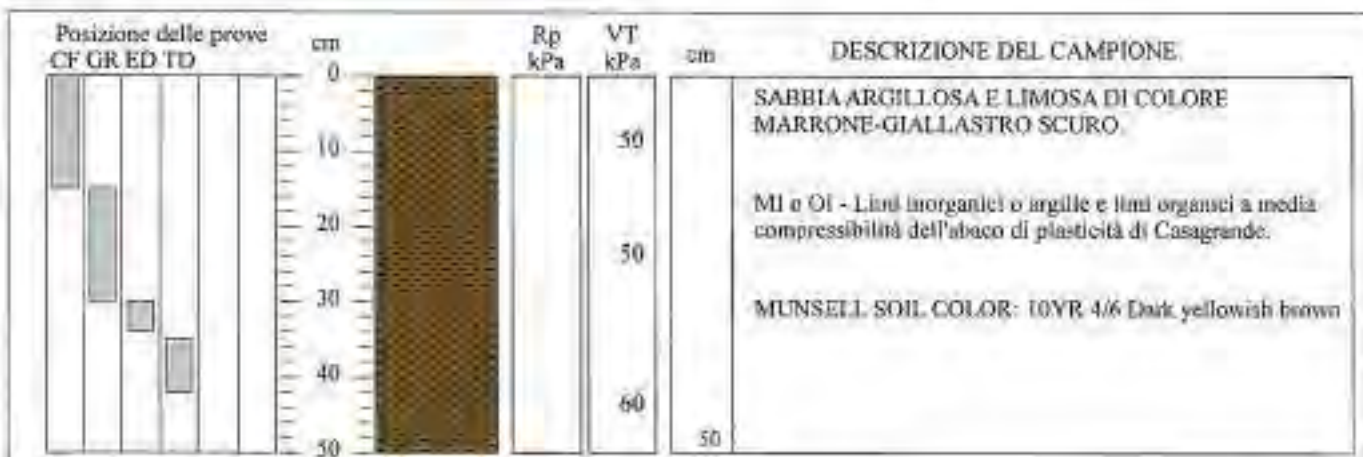 Posizione delle prove
CF GR ED TD
cm
0
10
20
30
40
50
Rp
kPa
VT
kPa
50
50
60
cm
50
DESCRIZIONE DEL CAMPIONE
SABBIA ARGILLOSA E LIMOSA DI COLORE
MARRONE-GIALLASTRO SCURO.
MI e OI - Limi inorganici o argille e limi organici a media
compressibilità dell'abaco di plasticità di Casagrande.
MUNSELL SOIL COLOR: 10YR 4/6 Dark yellowish brown